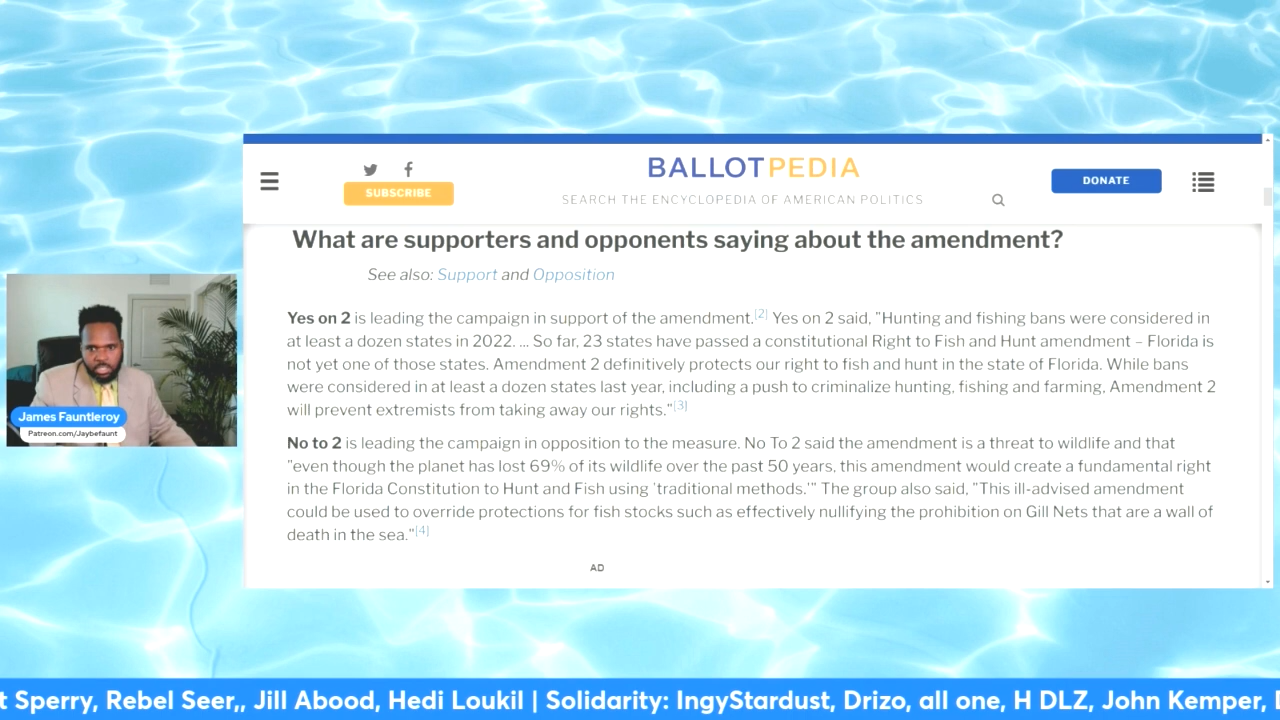 BALLOTPEDIA
SUBSCRIBE
DONATE
SEARCH THE ENCYCLOPEDIA OF AMERICAN POLITICS
What are supporters and opponents saying about the amendment?
See also: Support and Opposition
Yes on 2 is leading the campaign in support of the amendment.[2] Yes on 2 said, "Hunting and fishing bans were considered in
at least a dozen states in 2022. ... So far, 23 states have passed a constitutional Right to Fish and Hunt amendment – Florida is
not yet one of those states. Amendment 2 definitively protects our right to fish and hunt in the state of Florida. While bans
were considered in at least a dozen states last year, including a push to criminalize hunting, fishing and farming, Amendment 2
will prevent extremists from taking away our rights."[3]
No to 2 is leading the campaign in opposition to the measure. No To 2 said the amendment is a threat to wildlife and that
"even though the planet has lost 69% of its wildlife over the past 50 years, this amendment would create a fundamental right
in the Florida Constitution to Hunt and Fish using 'traditional methods.'" The group also said, "This ill-advised amendment
could be used to override protections for fish stocks such as effectively nullifying the prohibition on Gill Nets that are a wall of
death in the sea."[4]
AD
James Fauntleroy
Patreon.com/Jaybefaunt
t Sperry, Rebel Seer,, Jill Abood, Hedi Loukil | Solidarity: IngyStardust, Drizo, all one, H DLZ, John Kemper,